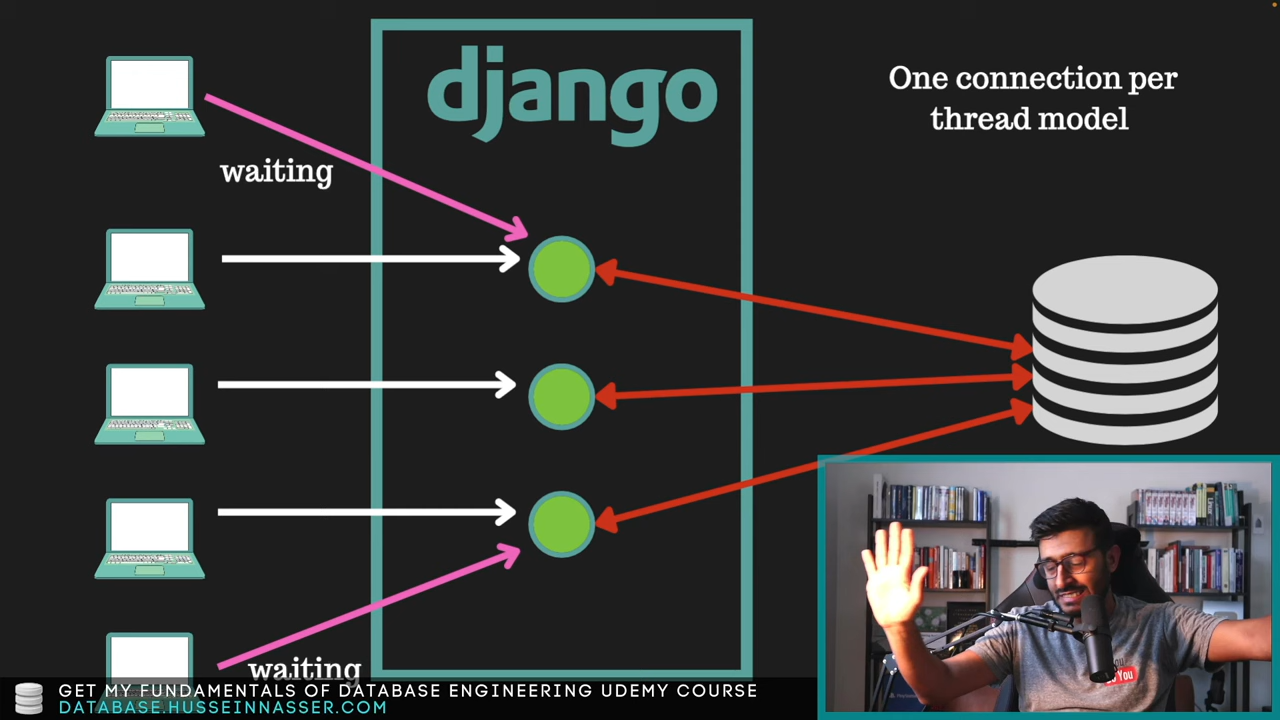 django
One connection per
thread model
waiting
waiting
GET MY FUNDAMENTALS OF DATABASE ENGINEERING UDEMY COURSE
DATABASE.HUSSEINNASSER.COM